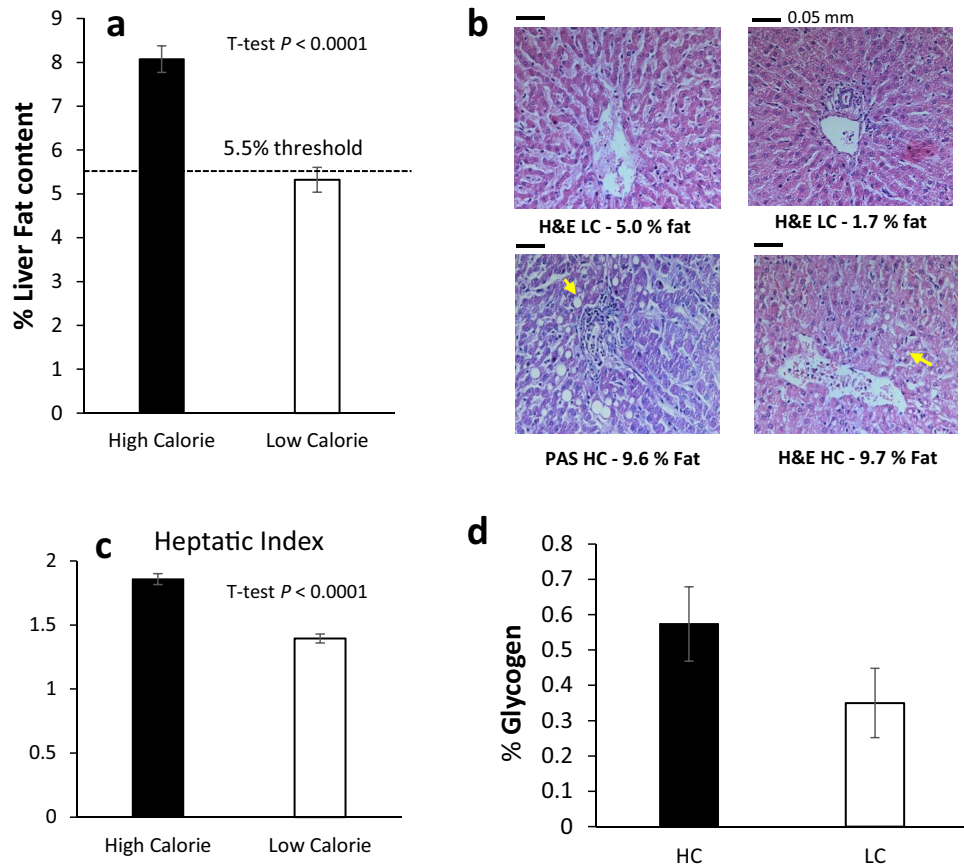 a
T-test P < 0.0001
5.5% threshold
% Liver Fat content
9
8
7
6
5
4
3
2
1
0
High Calorie
Low Calorie
b
0.05 mm
H&E LC - 5.0 % fat
H&E LC - 1.7 % fat
PAS HC - 9.6 % Fat
H&E HC - 9.7 % Fat
c
Heptatic Index
T-test P < 0.0001
2
1.5
1
0.5
0
High Calorie
Low Calorie
d
% Glycogen
0.8
0.7
0.6
0.5
0.4
0.3
0.2
0.1
0
HC
LC